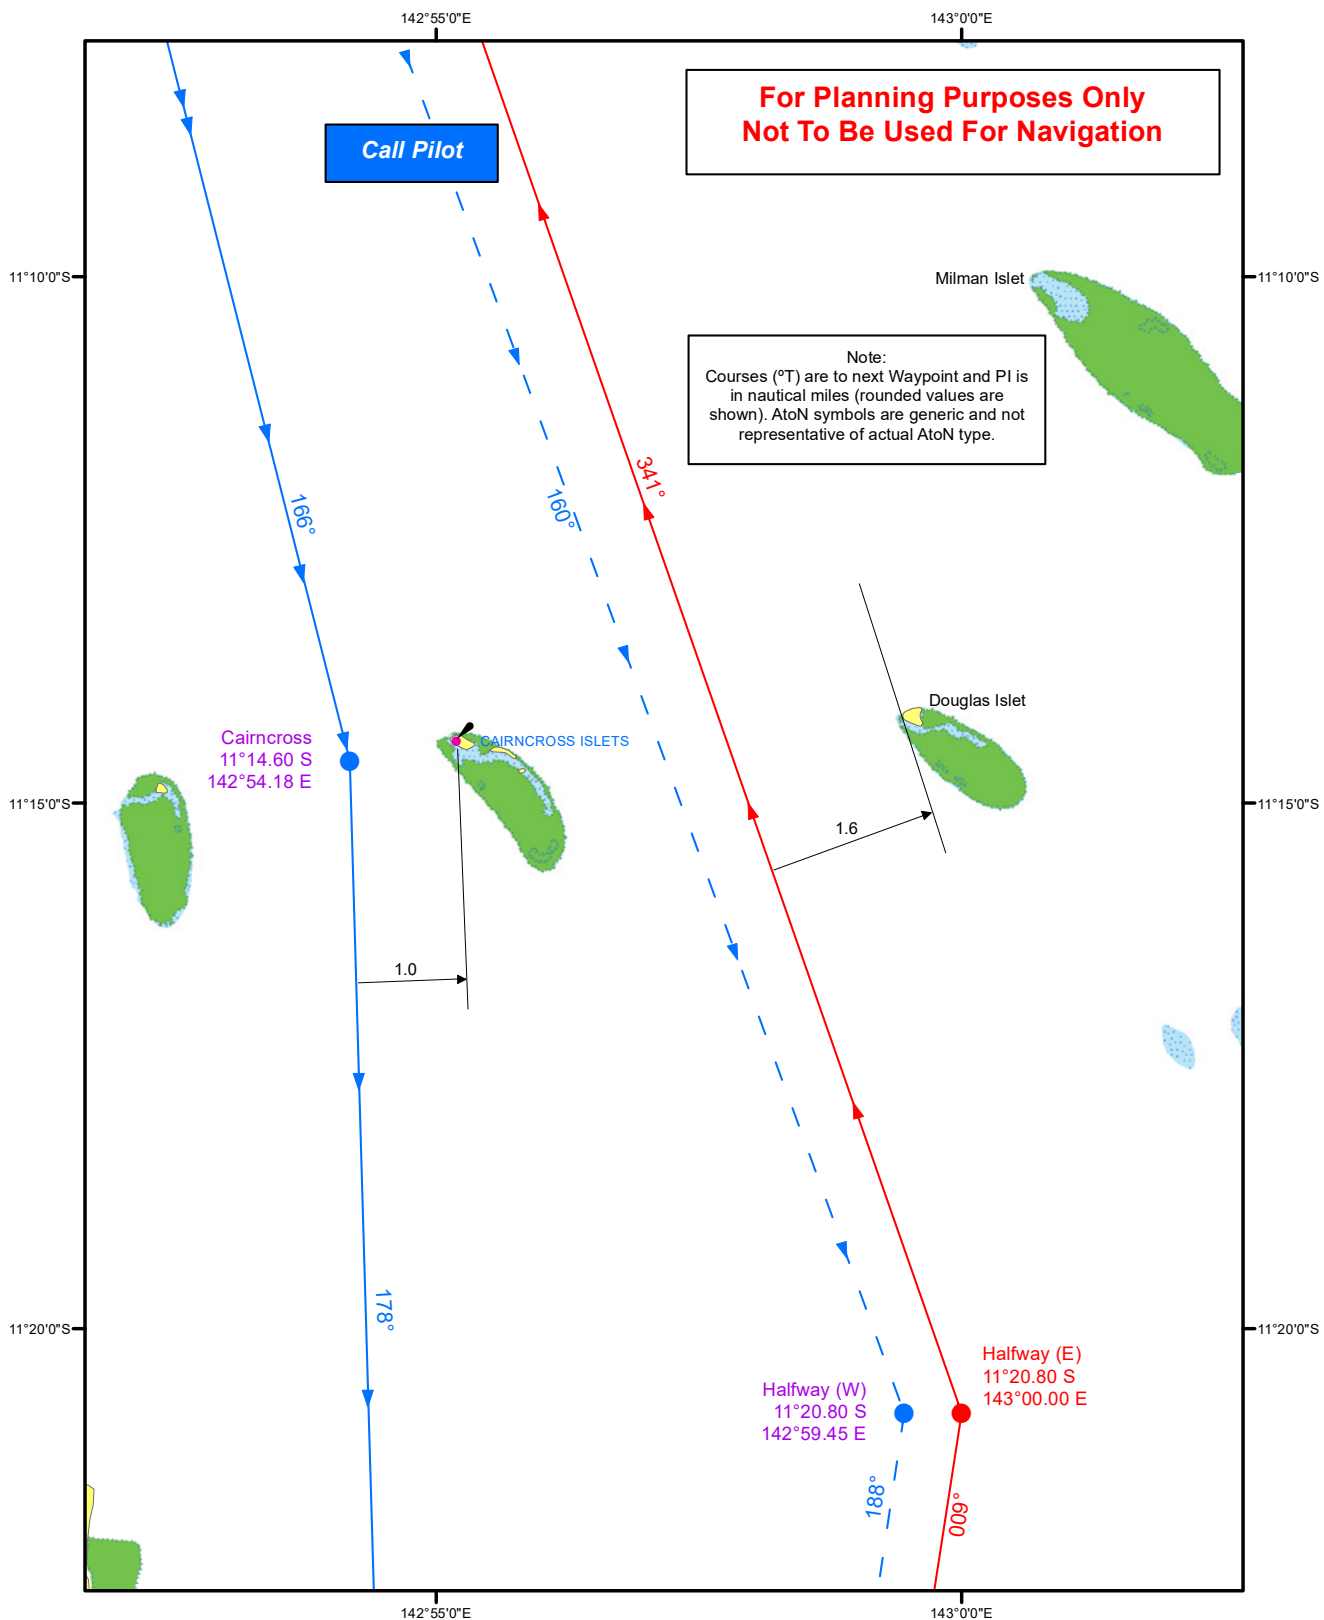 142°55'0"E
143°0'0"E
For Planning Purposes Only
Not To Be Used For Navigation
Call Pilot
11°10'0"S
11°10'0"S
Milman Islet
Note:
Courses (ºT) are to next Waypoint and PI is
in nautical miles (rounded values are
shown). AtoN symbols are generic and not
representative of actual AtoN type.
341°
166°
160°
Douglas Islet
Cairncross
11°14.60 S
142°54.18 E
CAIRNCROSS ISLETS
11°15'0"S
11°15'0"S
1.6
1.0
178°
11°20'0"S
11°20'0"S
Halfway (E)
11°20.80 S
143°00.00 E
Halfway (W)
11°20.80 S
142°59.45 E
188°
009°
142°55'0"E
143°0'0"E